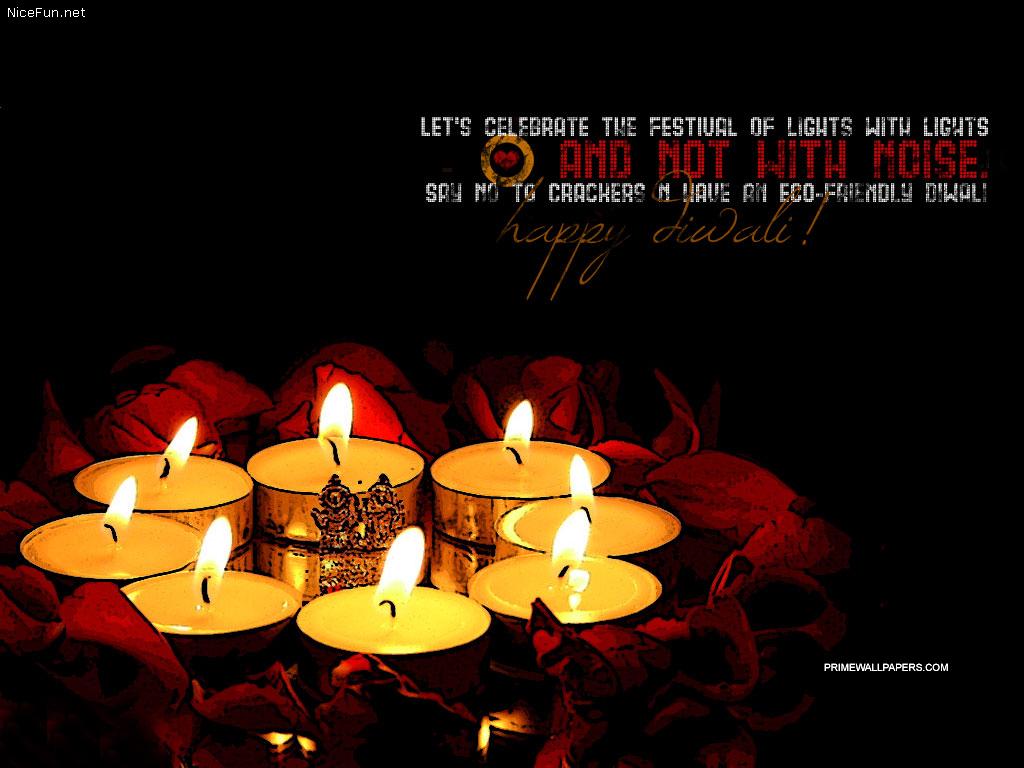 NiceFun.net
LET'S CELEBRATE THE FESTIVAL OF LIGHTS WITH LIGHTS
AND NOT WITH NOISE.
SAY NO TO CRACKERS N HAVE AN ECO-FRIENDLY DIWALI
happy Diwali!
PRIMEWALLPAPERS.COM